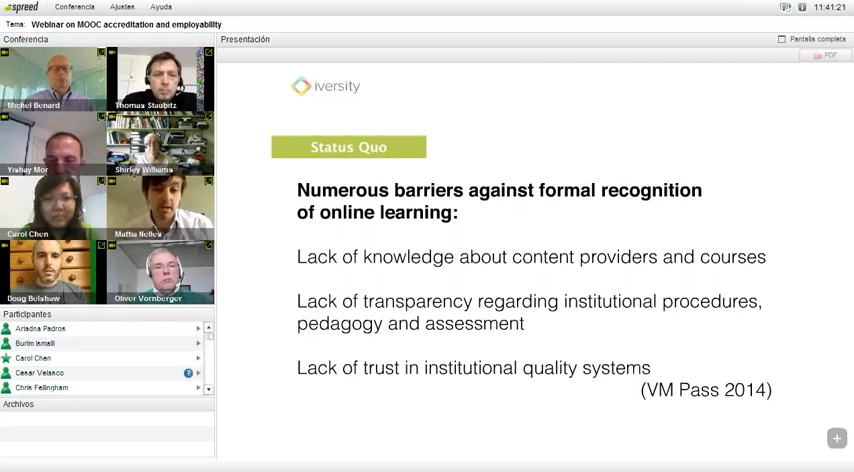 spreed
Conferencia Ajustes Ayuda
11:41:21
Tema: Webinar on MOOC accreditation and employability
Conferencia
Presentación
Pantalla completa
PDF
Michel Benard
Thomas Staubitz
Yishay Mor
Shirley Williams
Carol Chen
Mattia Nelles
Doug Belshaw
Oliver Vornberger
Participantes
Ariadna Padros
Burim Ismaili
Carol Chen
Cesar Velasco
Chris Fellingham
Archivos
iversity
Status Quo
Numerous barriers against formal recognition
of online learning:
Lack of knowledge about content providers and courses
Lack of transparency regarding institutional procedures,
pedagogy and assessment
Lack of trust in institutional quality systems
(VM Pass 2014)